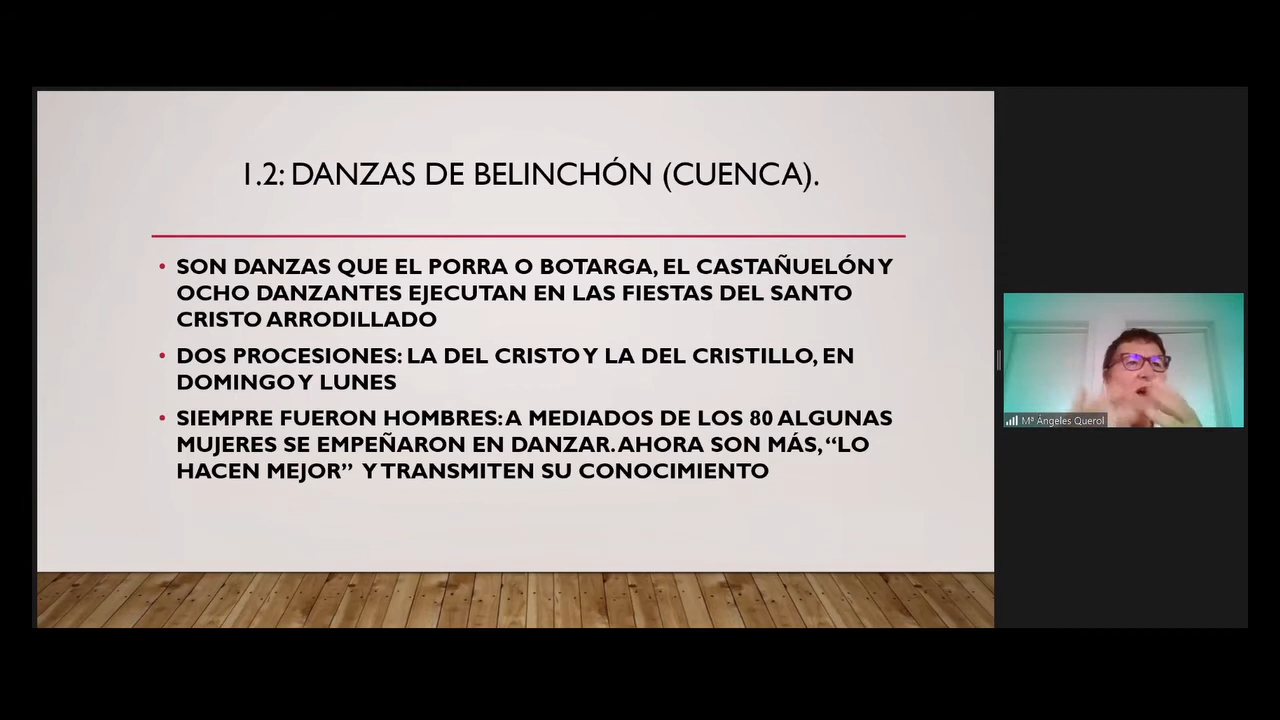 1.2: DANZAS DE BELINCHÓN (CUENCA).
• SON DANZAS QUE EL PORRA O BOTARGA, EL CASTAÑUELÓN Y
OCHO DANZANTES EJECUTAN EN LAS FIESTAS DEL SANTO
CRISTO ARRODILLADO
• DOS PROCESIONES: LA DEL CRISTO Y LA DEL CRISTILLO, EN
DOMINGO Y LUNES
• SIEMPRE FUERON HOMBRES: A MEDIADOS DE LOS 80 ALGUNAS
MUJERES SE EMPEÑARON EN DANZAR. AHORA SON MÁS, “LO
HACEN MEJOR” Y TRANSMITEN SU CONOCIMIENTO
Mª Ángeles Querol